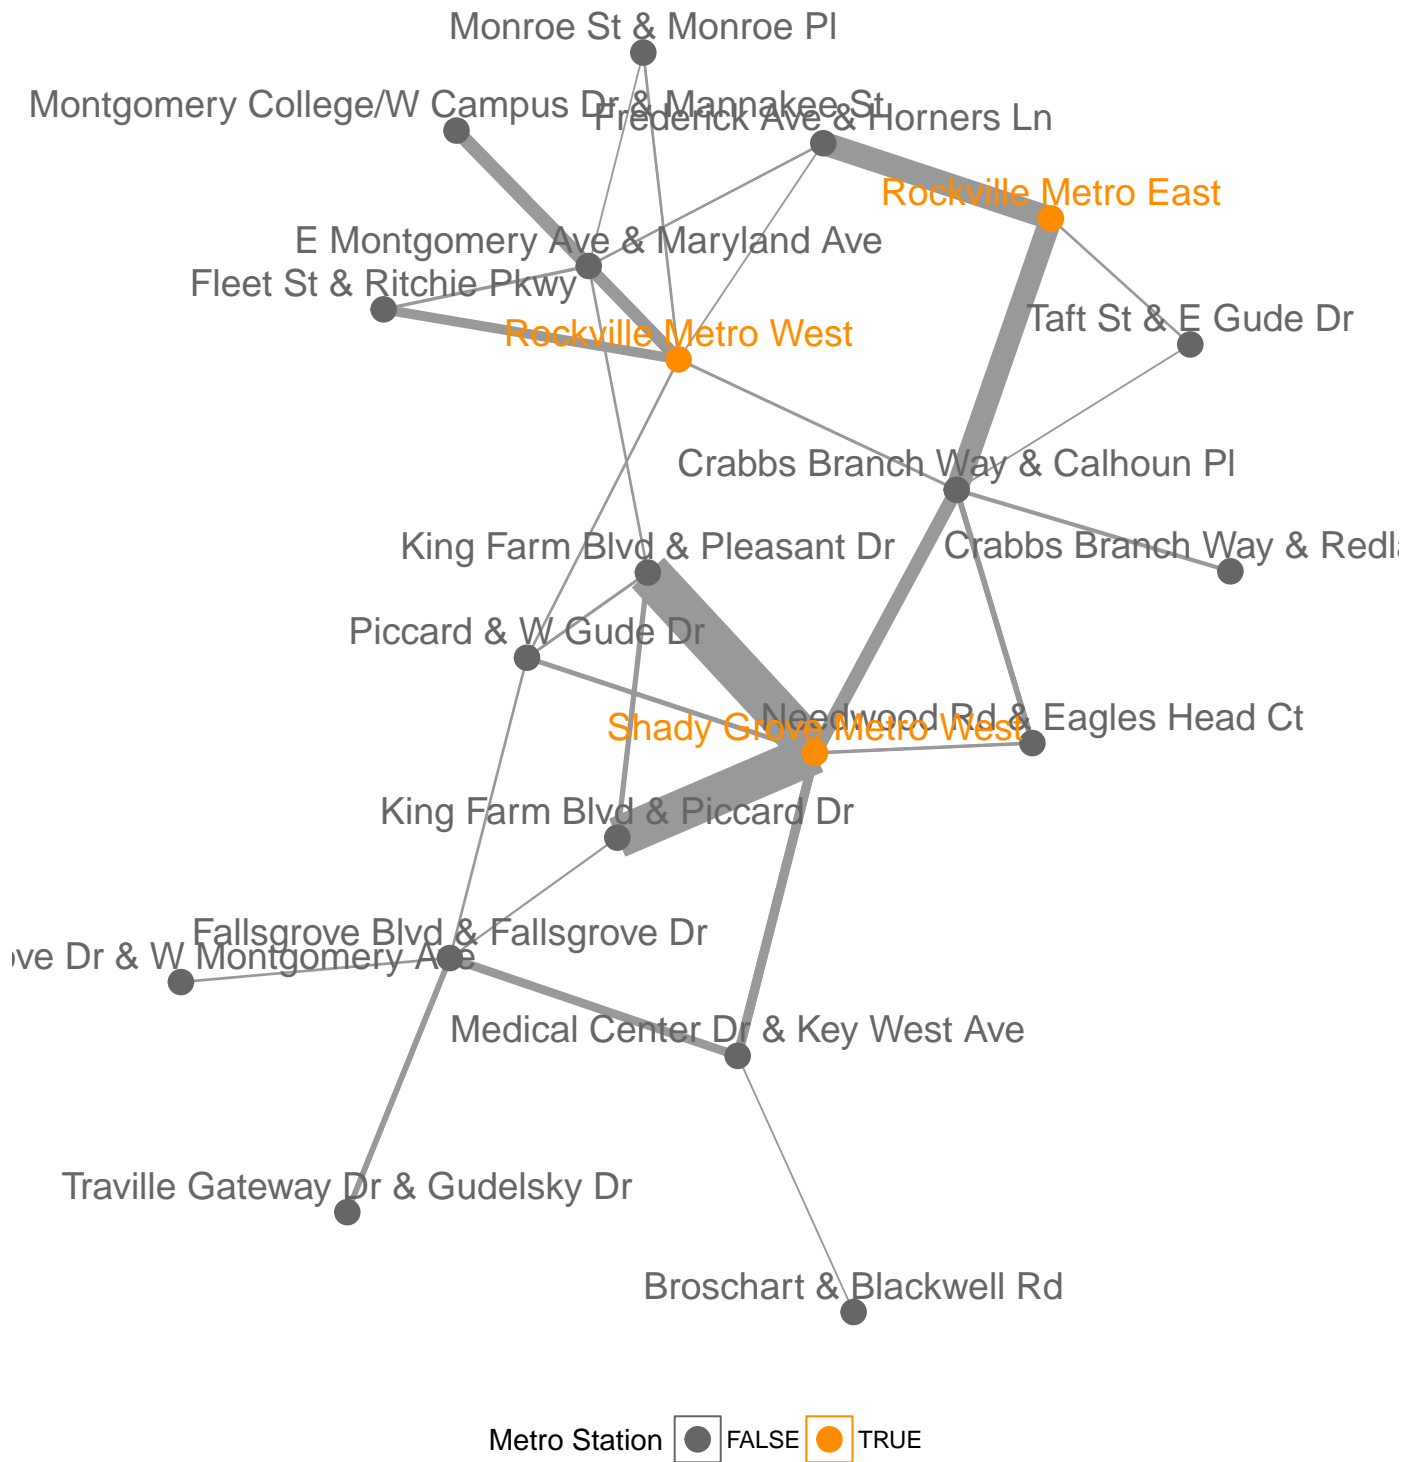 Monroe St & Monroe Pl
Montgomery College/W Campus Dr & Mannakee St
Frederick Ave & Horners Ln
Rockville Metro East
E Montgomery Ave & Maryland Ave
Fleet St & Ritchie Pkwy
Taft St & E Gude Dr
Rockville Metro West
Crabbs Branch Way & Calhoun Pl
King Farm Blvd & Pleasant Dr
Crabbs Branch Way & Redl
Piccard & W Gude Dr
Needwood Rd & Eagles Head Ct
Shady Grove Metro West
King Farm Blvd & Piccard Dr
Fallsgrove Blvd & Fallsgrove Dr
ove Dr & W Montgomery Ave
Medical Center Dr & Key West Ave
Traville Gateway Dr & Gudelsky Dr
Broschart & Blackwell Rd
Metro Station FALSE TRUE